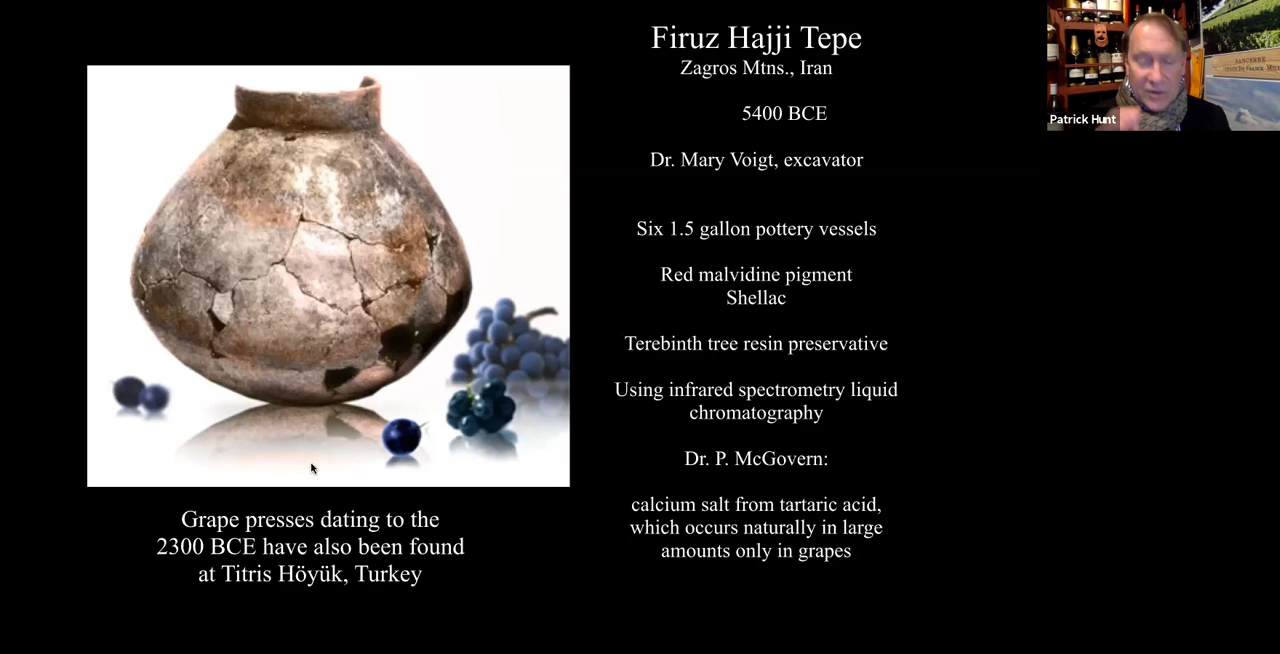 Firuz Hajji Tepe
Zagros Mtns., Iran
5400 BCE
Dr. Mary Voigt, excavator
Six 1.5 gallon pottery vessels
Red malvidine pigment
Shellac
Terebinth tree resin preservative
Using infrared spectrometry liquid
chromatography
Dr. P. McGovern:
calcium salt from tartaric acid,
which occurs naturally in large
amounts only in grapes
Grape presses dating to the
2300 BCE have also been found
at Titris Höyük, Turkey
SANCERRE
Patrick Hunt